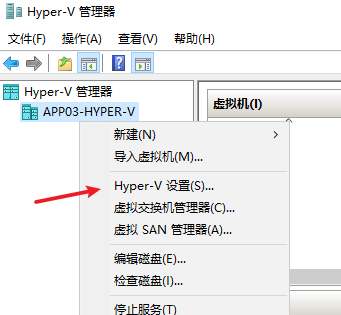 Hyper-V 管理器
文件(F) 操作(A) 查看(V) 帮助(H)
Hyper-V 管理器
APP03-HYPER-V
虚拟机(I)
新建(N)
导入虚拟机(M)...
Hyper-V 设置(S)...
虚拟交换机管理器(C)...
虚拟 SAN 管理器(A)...
编辑磁盘(E)...
检查磁盘(I)...
停止服务(T)